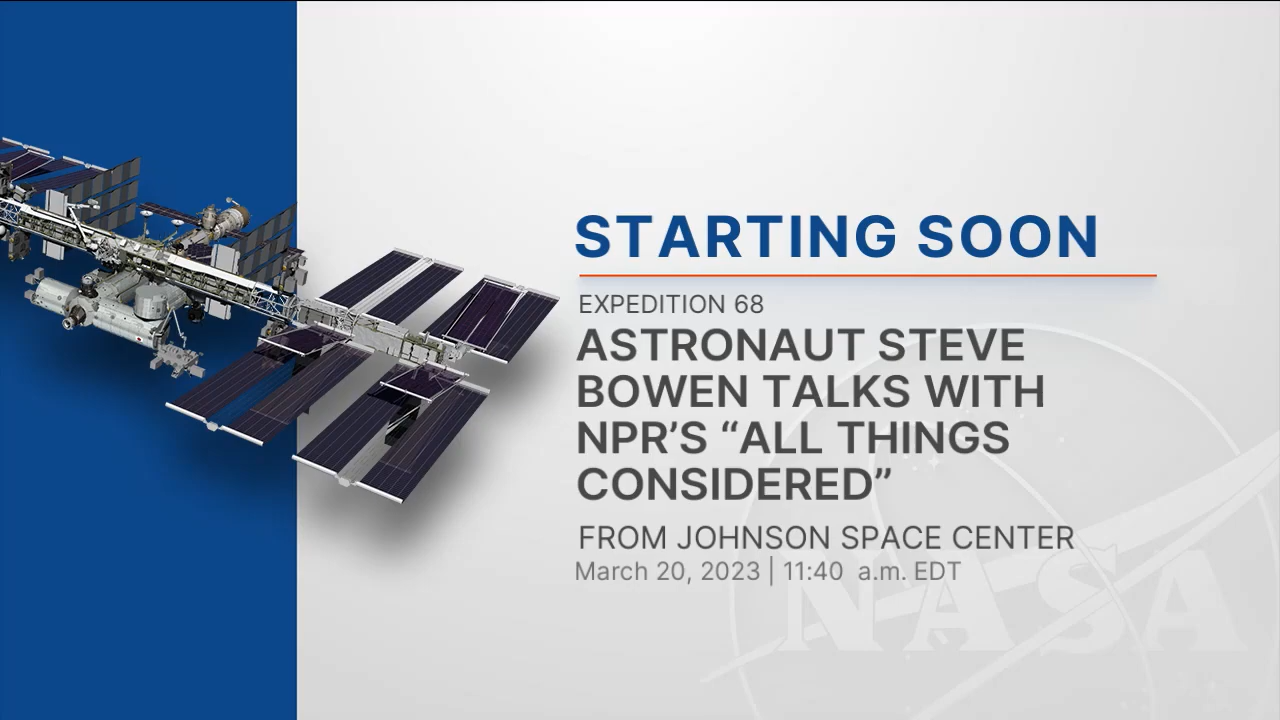 STARTING SOON
EXPEDITION 68
ASTRONAUT STEVE
BOWEN TALKS WITH
NPR’S “ALL THINGS
CONSIDERED”
FROM JOHNSON SPACE CENTER
March 20, 2023 | 11:40 a.m. EDT
NASA